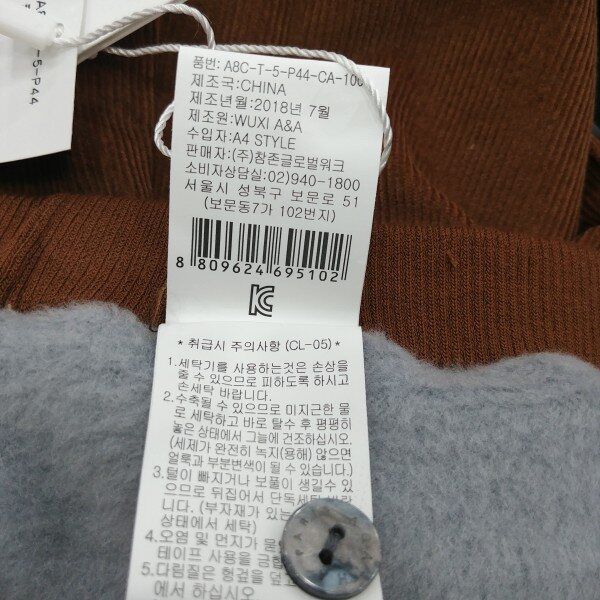 -5-P44
품번: A8C-T-5-P44-CA-100
제조국:CHINA
제조년월:2018년 7월
제조원:WUXI A&A
수입자:A4 STYLE
판매자:(주)참존글로벌워크
소비자상담실:02)940-1800
서울시 성북구 보문로 51
(보문동7가 102번지)
8 809624 695102
KC
* 취급시 주의사항 (CL-05) *
1.세탁기를 사용하는것은 손상을
줄 수 있으므로 피하도록 하시고
손세탁 바랍니다.
2.수축될 수 있으므로 미지근한 물
로 세탁하고 바로 탈수 후 평평히
놓은 상태에서 그늘에 건조하십시오.
(세제가 완전히 녹지(용해) 않으면
얼룩과 부분변색이 될 수 있습니다.)
3.털이 빠지거나 보풀이 생길수 있
으므로 뒤집어서 단독세탁 바랍
니다. (부자재가 있는
상태에서 세탁)
4.오염 및 먼지가 묻
테이프 사용을 금합
5.다림질은 헝겊을 덮
에서 하십시오